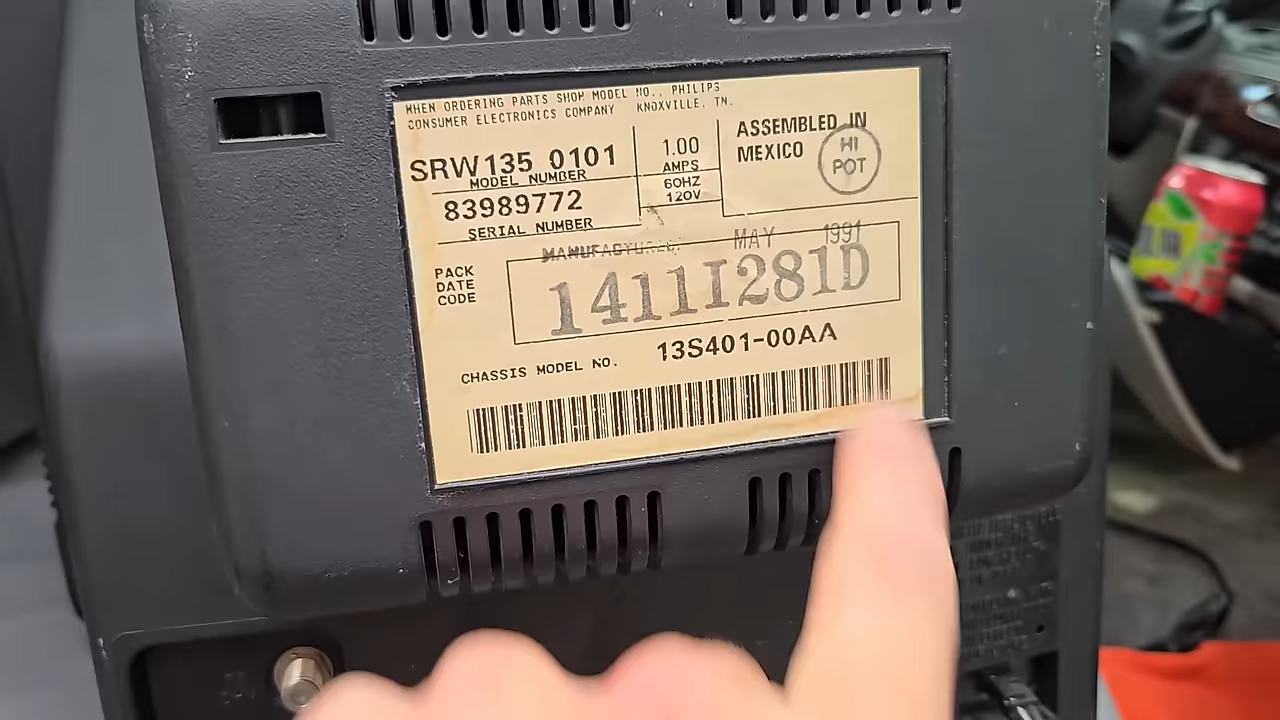 WHEN ORDERING PARTS SHOW MODEL NO., PHILIPS
CONSUMER ELECTRONICS COMPANY KNOXVILLE, TN.
SRW135 0101
MODEL NUMBER
83989772
SERIAL NUMBER
1.00
AMPS
60HZ
120V
ASSEMBLED IN
MEXICO
HI
POT
MANUFACTURED: MAY 1991
PACK
DATE
CODE
1411I281D
CHASSIS MODEL NO. 13S401-00AA